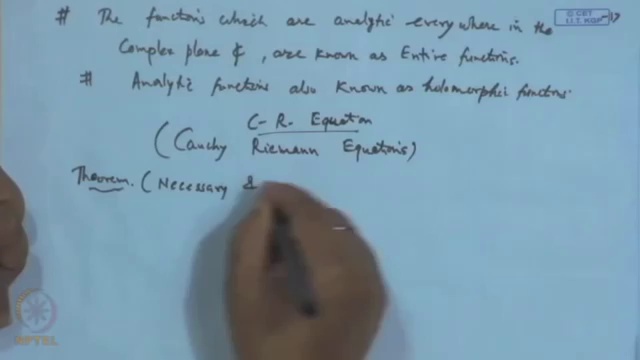 # The functions which are analytic everywhere in the
Complex plane ₵, are known as Entire functions.
# Analytic functions also known as holomorphic functions.
C-R. Equation
(Cauchy Riemann Equations)
Theorem. (Necessary &
© CET
I.I.T. KGP
NPTEL